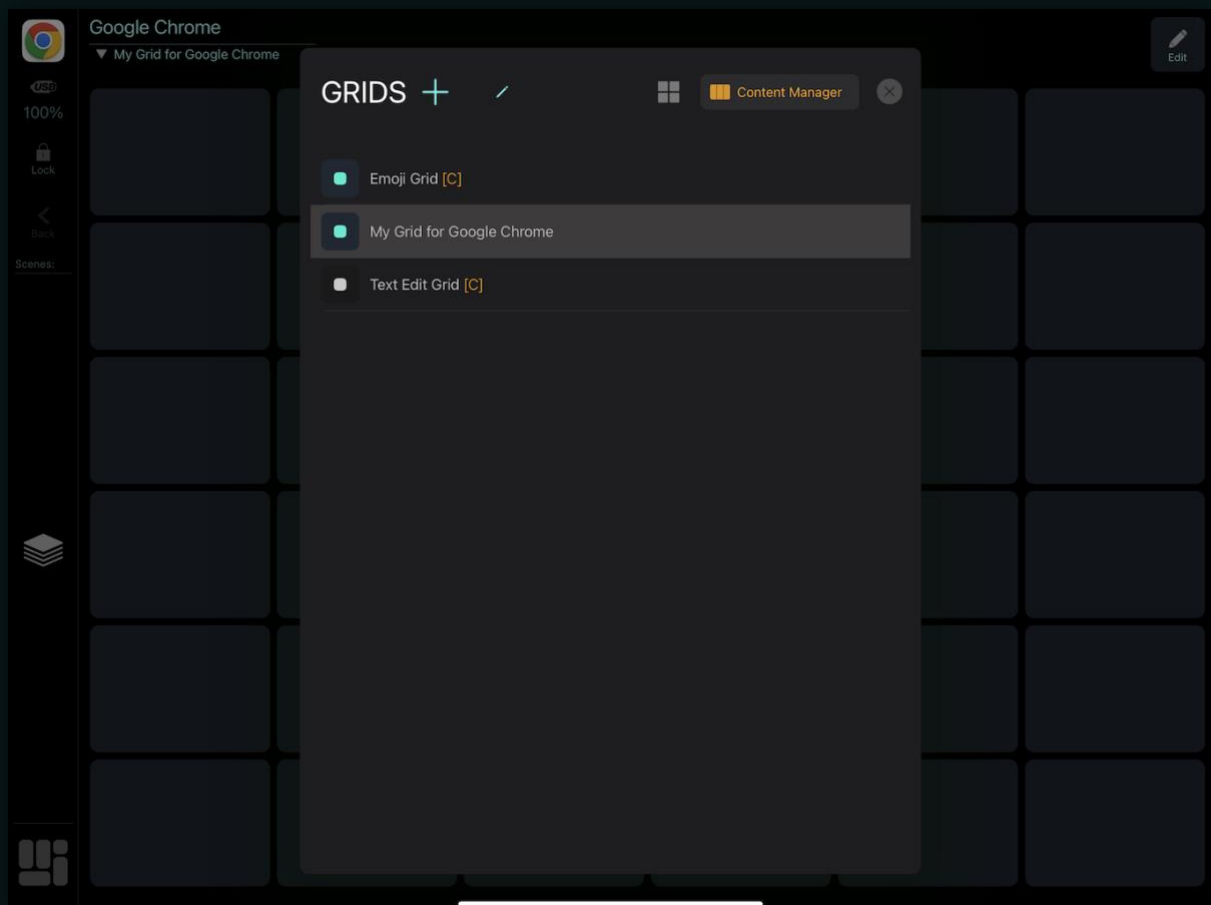 Google Chrome
▼ My Grid for Google Chrome
Edit
USB
100%
Lock
Back
Scenes:
GRIDS
Content Manager
Emoji Grid [C]
My Grid for Google Chrome
Text Edit Grid [C]